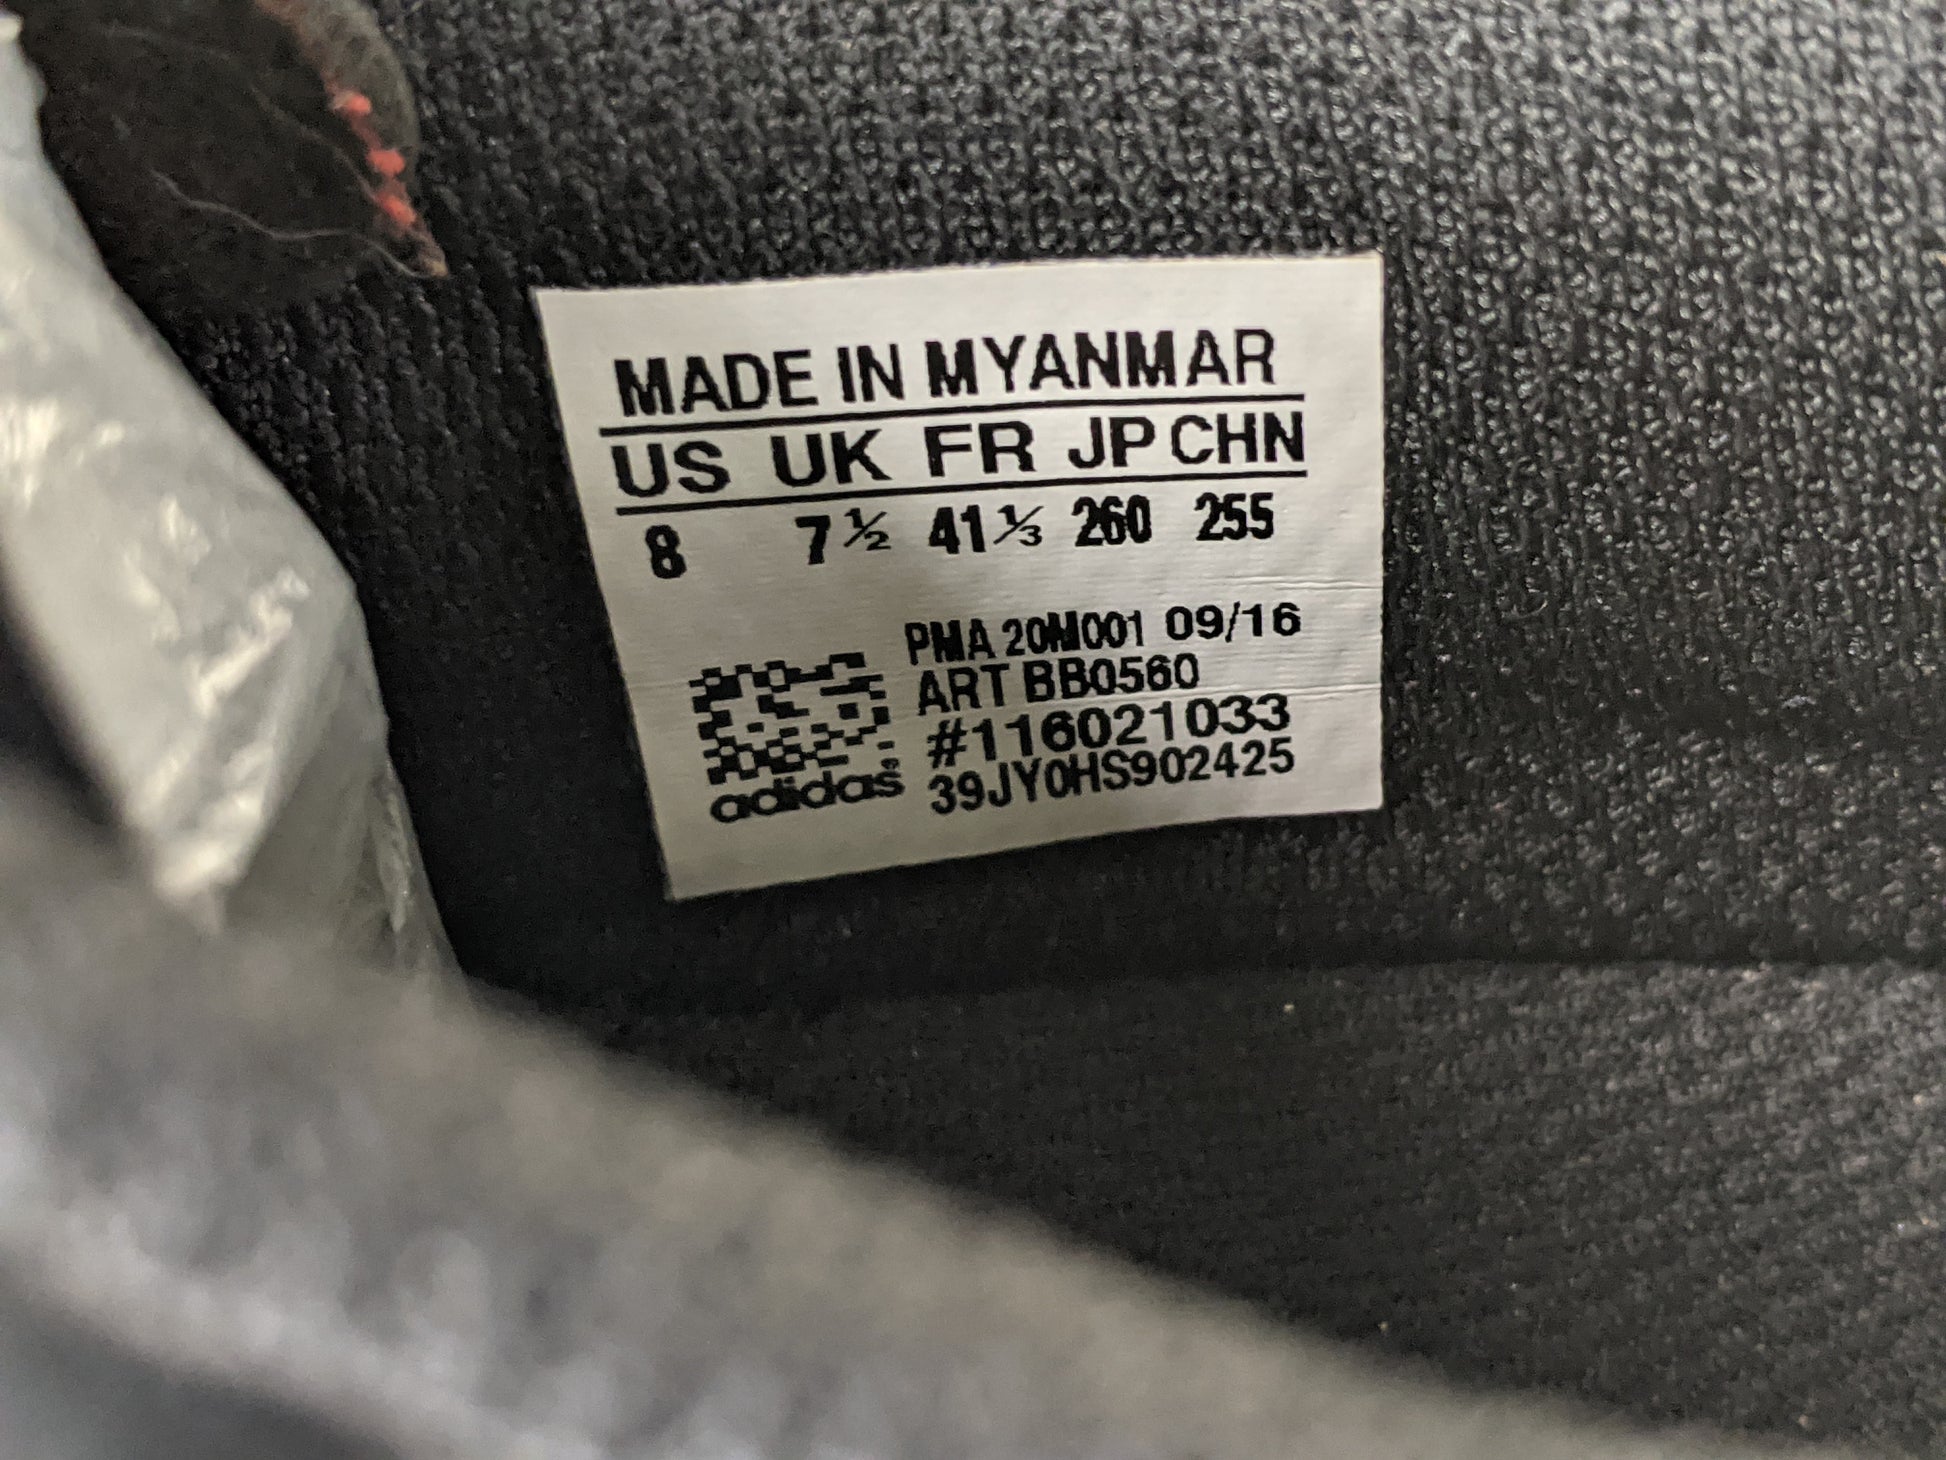 MADE IN MYANMAR
US UK FR JP CHN
8 7½ 41⅓ 260 255
PMA 20M001 09/16
ART BB0560
#116021033
39JY0HS902425
adidas